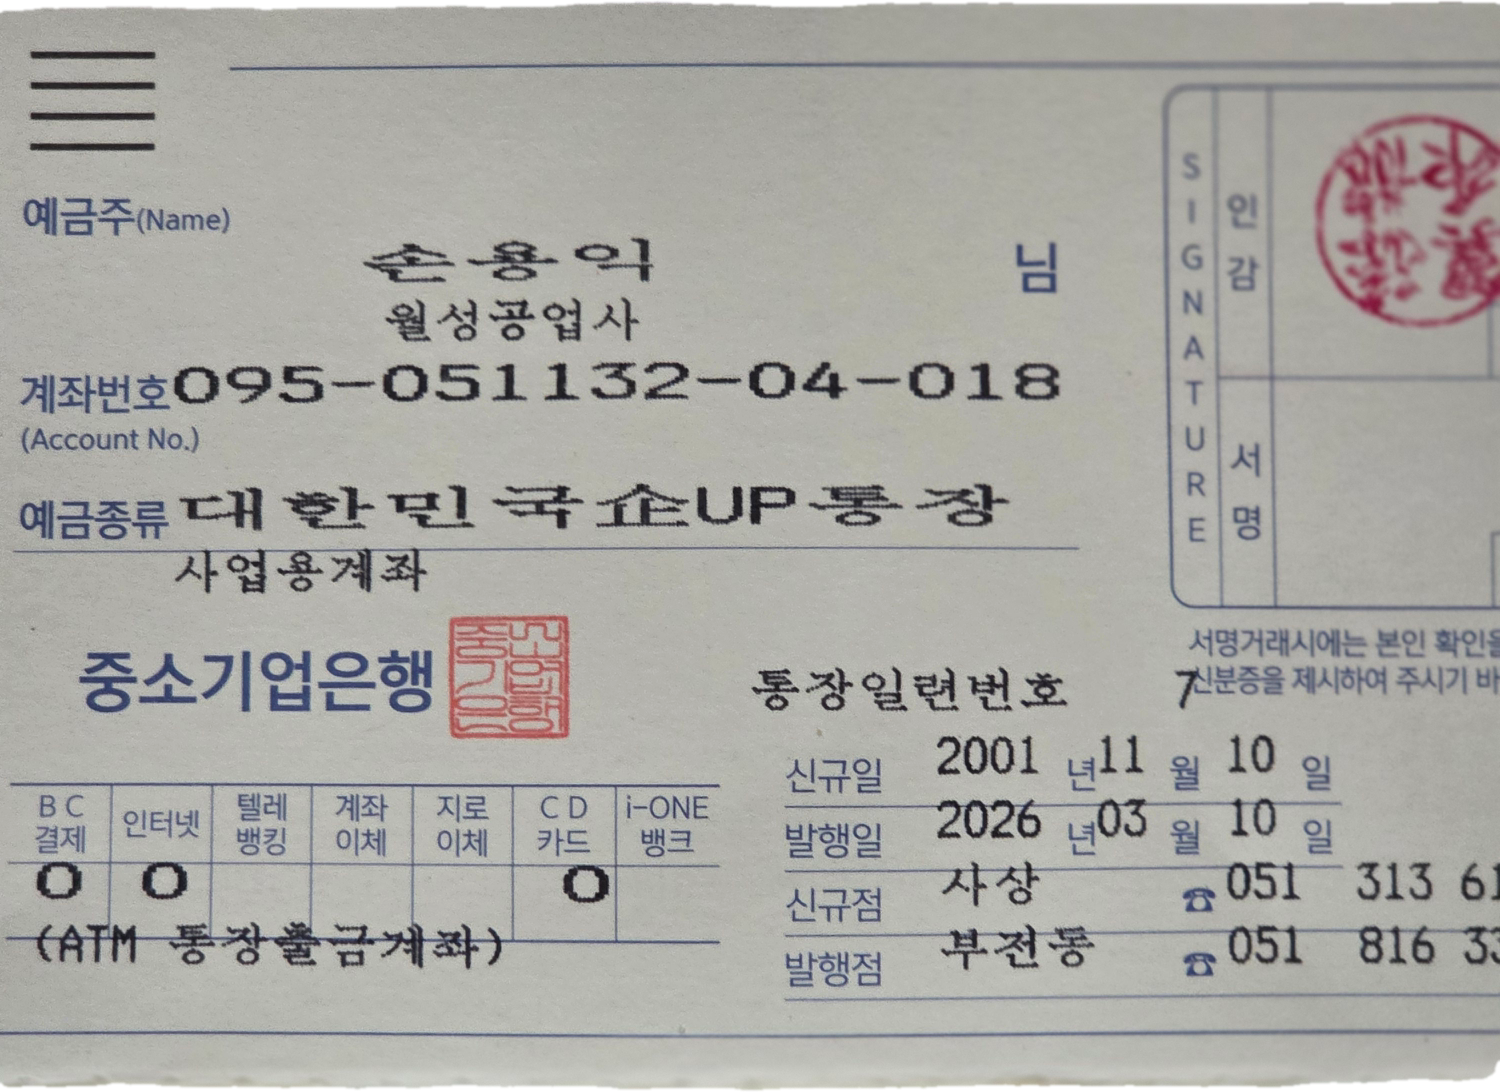 예금주(Name)
손용익 님
월성공업사
계좌번호 095-051132-04-018
(Account No.)
예금종류 대한민국企UP통장
사업용계좌
중소기업은행
SIGNATURE
인감
서명
서명거래시에는 본인 확인을
신분증을 제시하여 주시기 바
통장일련번호 7
신규일 2001 년 11 월 10 일
발행일 2026 년 03 월 10 일
신규점 사상 ☎ 051 313 61
발행점 부전동 ☎ 051 816 33
BC결제 인터넷 텔레뱅킹 계좌이체 지로이체 CD카드 i-ONE뱅크
O O O
(ATM 통장출금계좌)